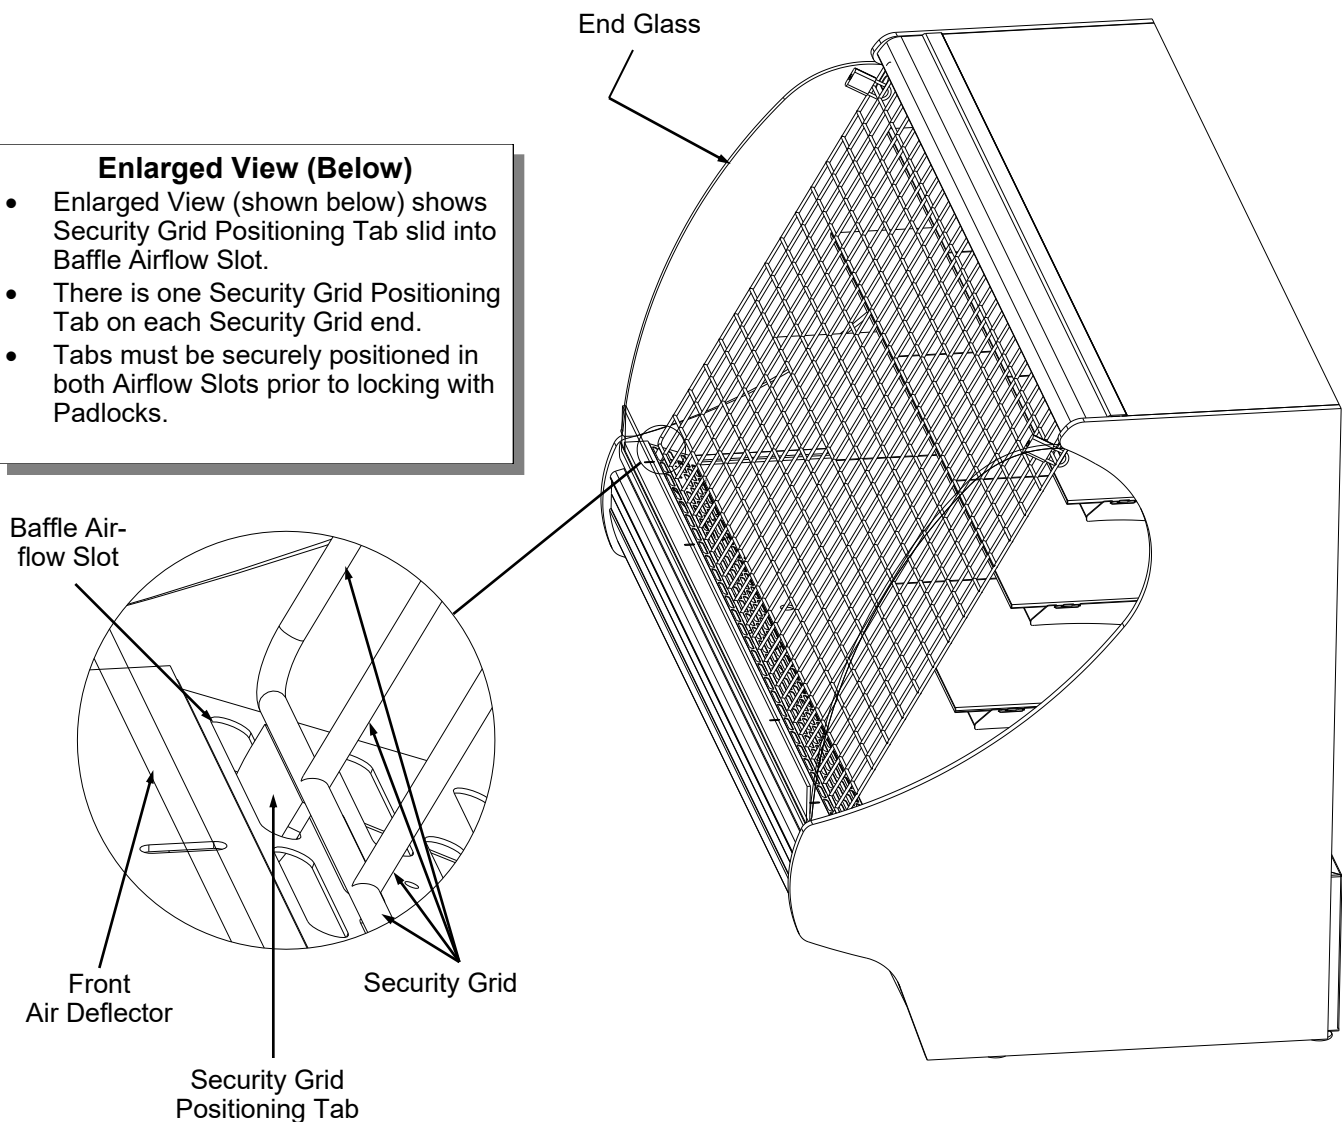 End Glass
Enlarged View (Below)
• Enlarged View (shown below) shows
Security Grid Positioning Tab slid into
Baffle Airflow Slot.
• There is one Security Grid Positioning
Tab on each Security Grid end.
• Tabs must be securely positioned in
both Airflow Slots prior to locking with
Padlocks.
Baffle Air-
flow Slot
Front
Air Deflector
Security Grid
Security Grid
Positioning Tab